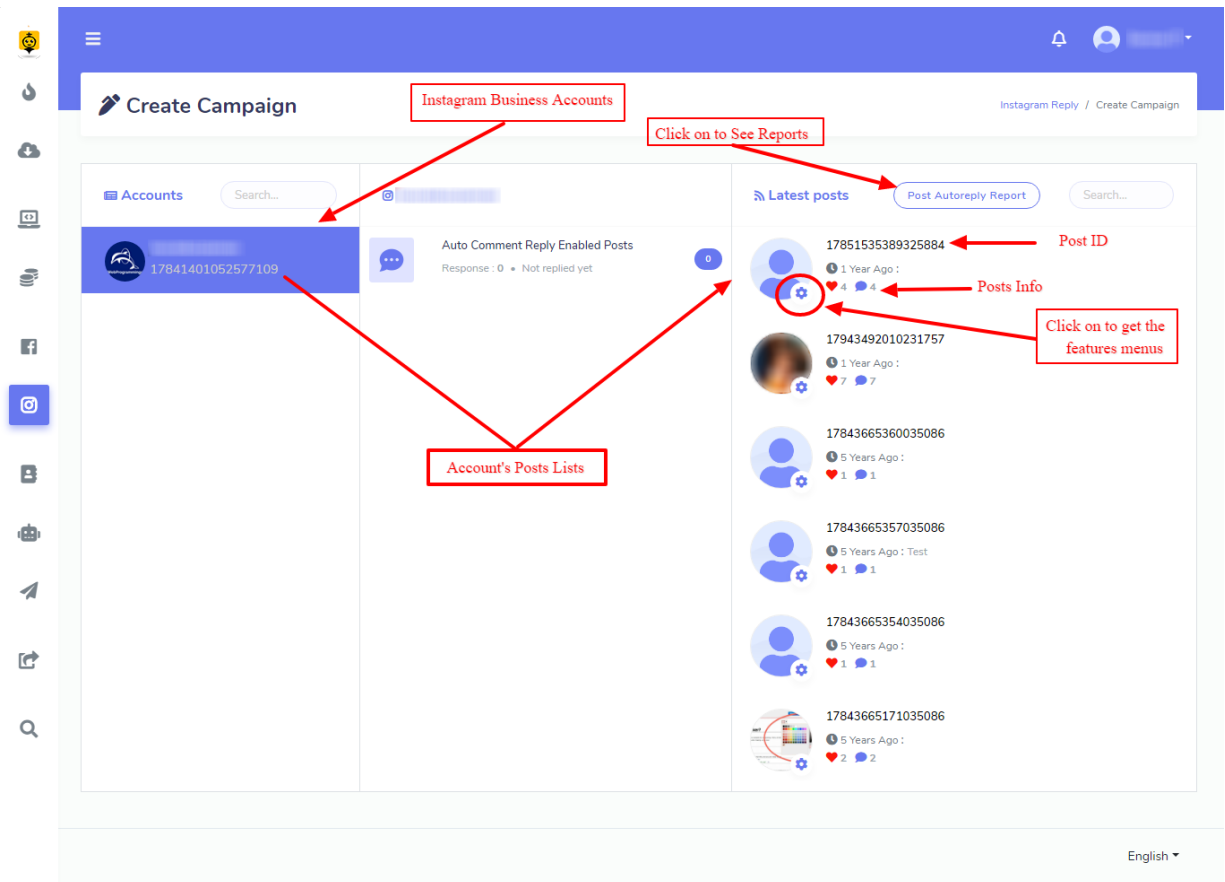 Create Campaign
Instagram Business Accounts
Instagram Reply / Create Campaign
Click on to See Reports
Accounts
Search...
Latest posts
Post Autoreply Report
Search...
17841401052577109
Auto Comment Reply Enabled Posts
Response : 0 • Not replied yet
0
17851535389325884
Post ID
1 Year Ago :
4 4
Posts Info
Click on to get the
features menus
17943492010231757
1 Year Ago :
7 7
17843665360035086
5 Years Ago :
1 1
Account's Posts Lists
17843665357035086
5 Years Ago : Test
1 1
17843665354035086
5 Years Ago :
1 1
17843665171035086
5 Years Ago :
2 2
English